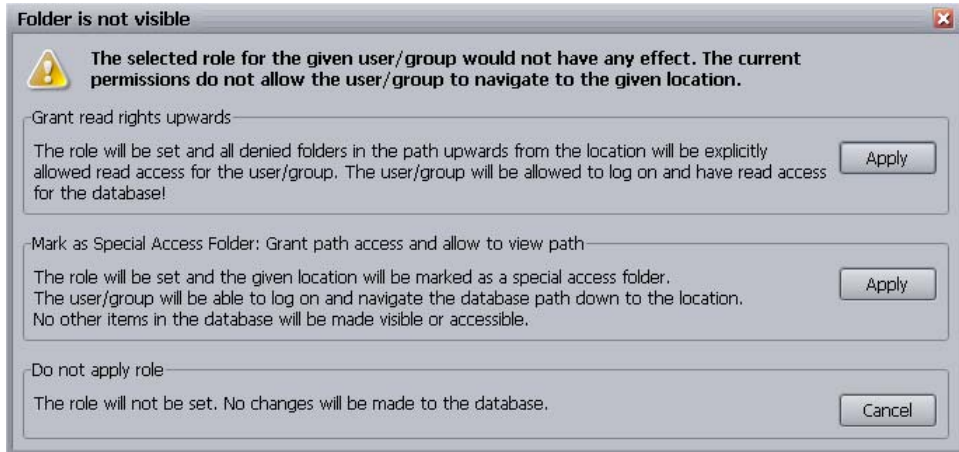 Folder is not visible
The selected role for the given user/group would not have any effect. The current
permissions do not allow the user/group to navigate to the given location.
Grant read rights upwards
The role will be set and all denied folders in the path upwards from the location will be explicitly
allowed read access for the user/group. The user/group will be allowed to log on and have read access
for the database!
Apply
Mark as Special Access Folder: Grant path access and allow to view path
The role will be set and the given location will be marked as a special access folder.
The user/group will be able to log on and navigate the database path down to the location.
No other items in the database will be made visible or accessible.
Apply
Do not apply role
The role will not be set. No changes will be made to the database.
Cancel